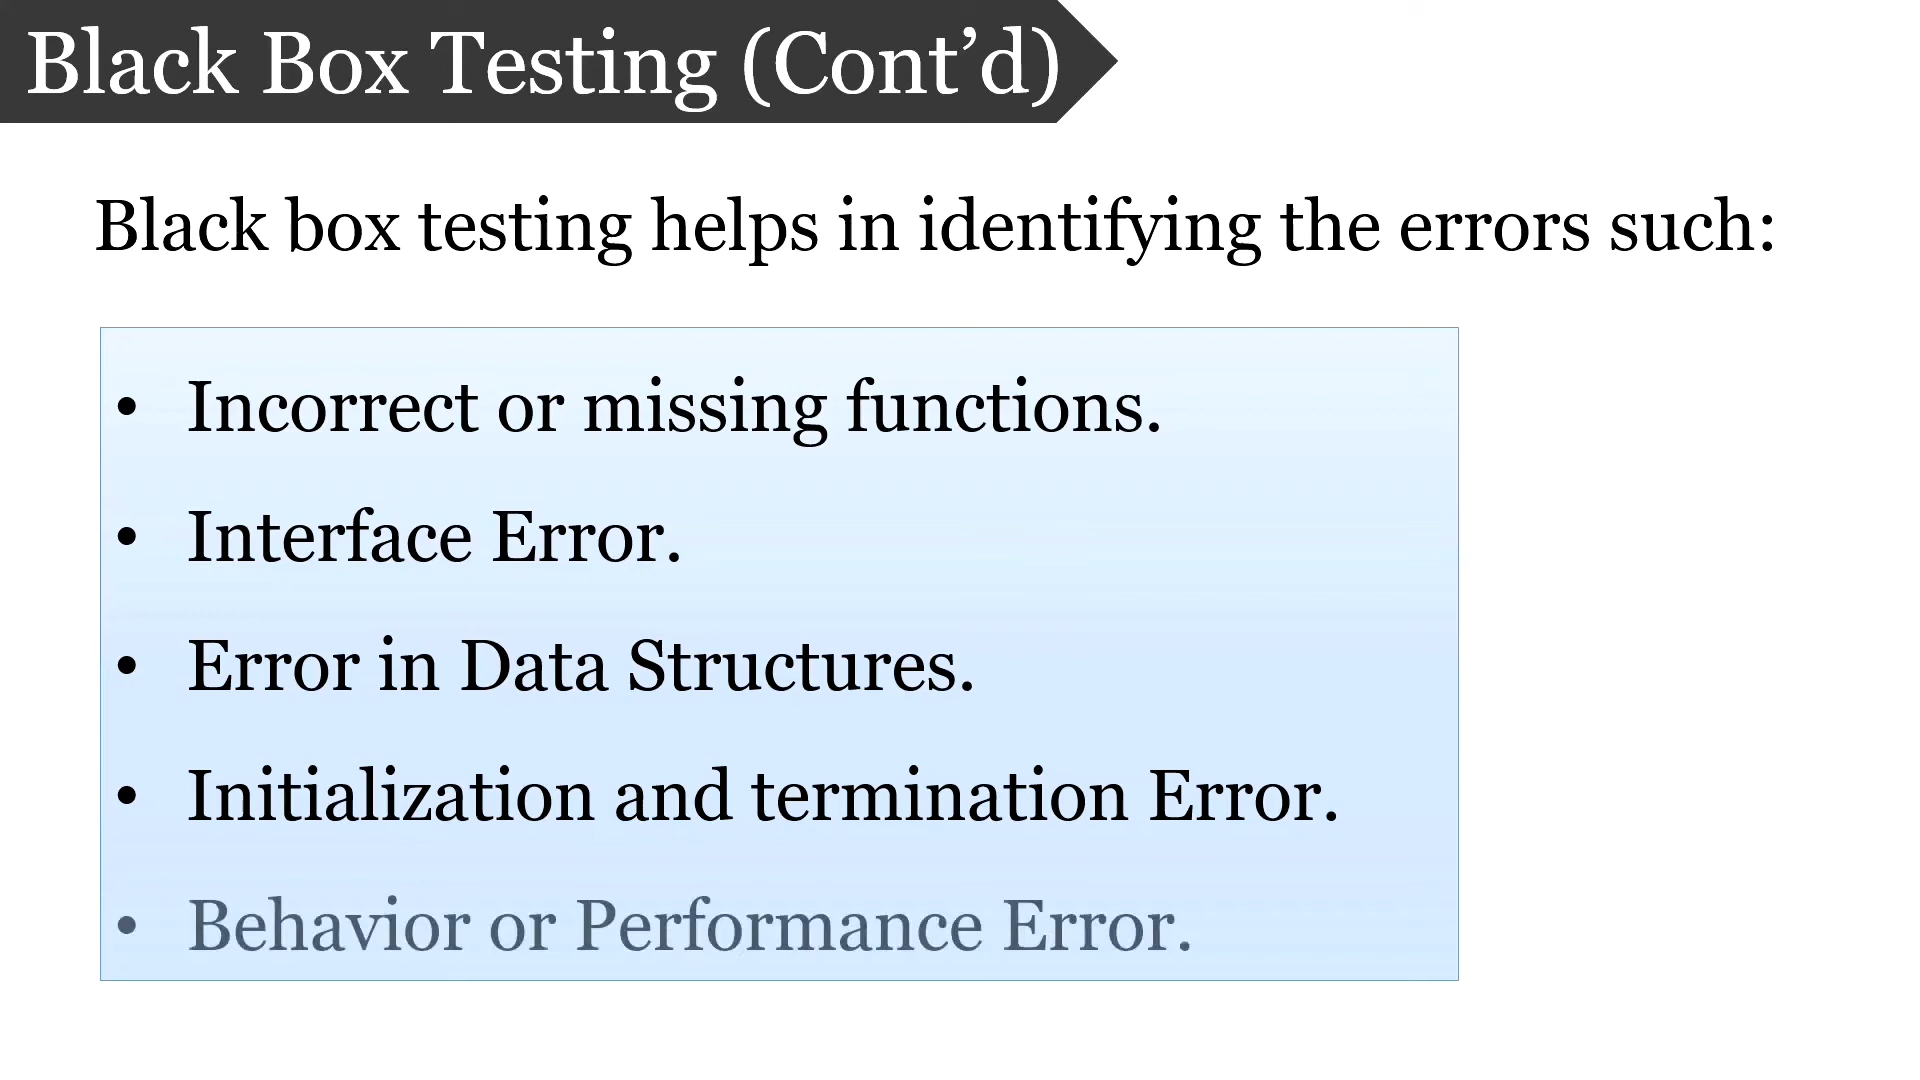 Black Box Testing (Cont’d)
Black box testing helps in identifying the errors such:
• Incorrect or missing functions.
• Interface Error.
• Error in Data Structures.
• Initialization and termination Error.
• Behavior or Performance Error.